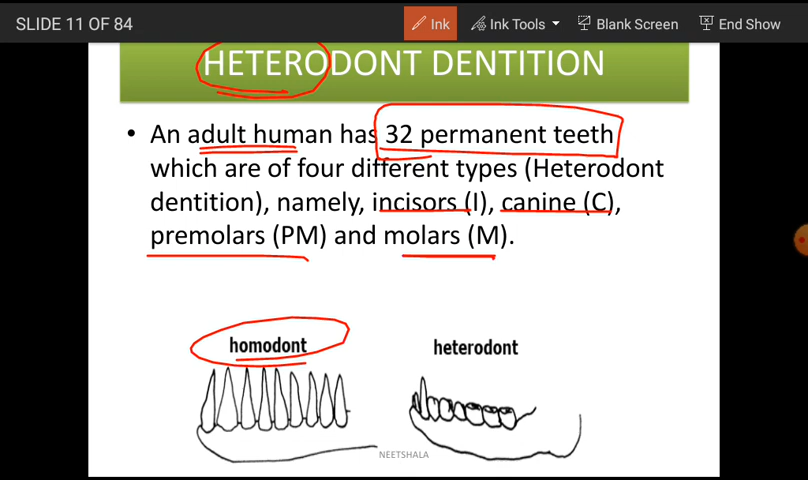 SLIDE 11 OF 84
Ink
Ink Tools
Blank Screen
End Show
HETERODONT DENTITION
• An adult human has 32 permanent teeth
which are of four different types (Heterodont
dentition), namely, incisors (I), canine (C),
premolars (PM) and molars (M).
homodont
heterodont
NEETSHALA